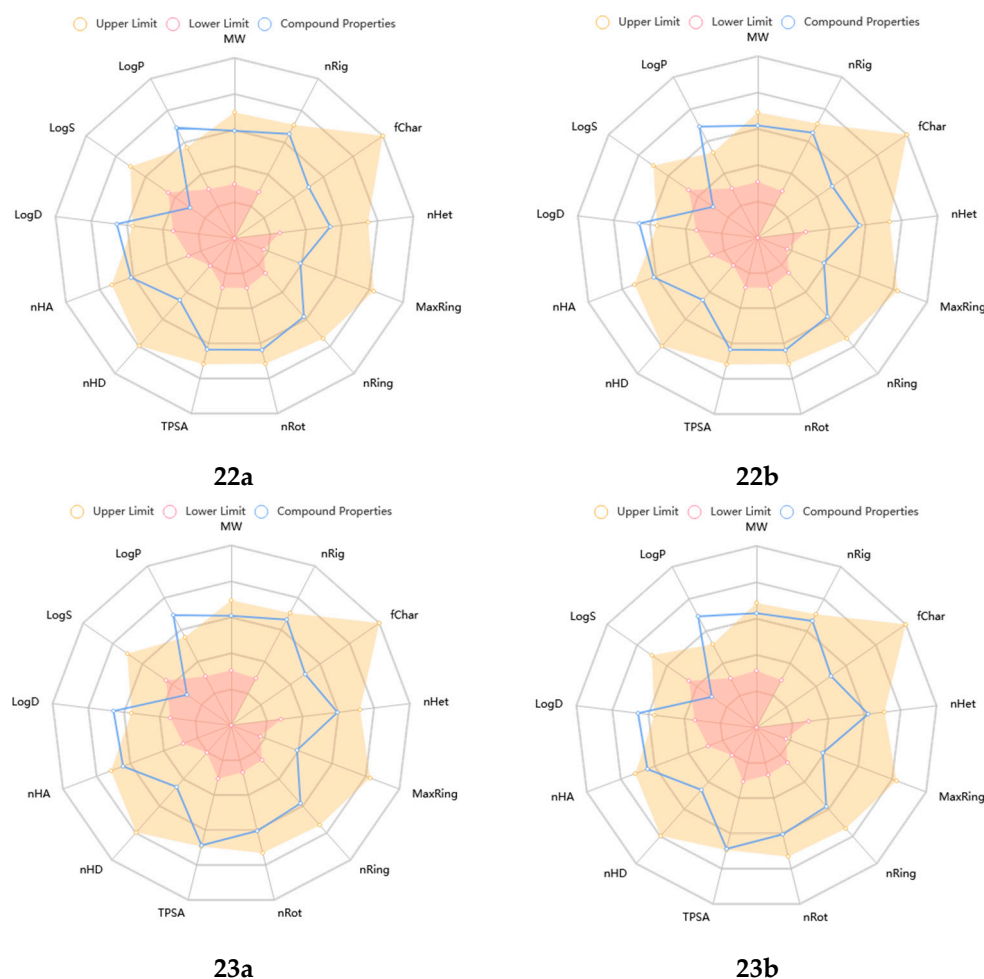 Upper Limit Lower Limit Compound Properties
MW
nRig
fChar
nHet
MaxRing
nRing
nRot
TPSA
nHD
nHA
LogD
LogS
LogP
22a
Upper Limit Lower Limit Compound Properties
MW
nRig
fChar
nHet
MaxRing
nRing
nRot
TPSA
nHD
nHA
LogD
LogS
LogP
22b
Upper Limit Lower Limit Compound Properties
MW
nRig
fChar
nHet
MaxRing
nRing
nRot
TPSA
nHD
nHA
LogD
LogS
LogP
23a
Upper Limit Lower Limit Compound Properties
MW
nRig
fChar
nHet
MaxRing
nRing
nRot
TPSA
nHD
nHA
LogD
LogS
LogP
23b